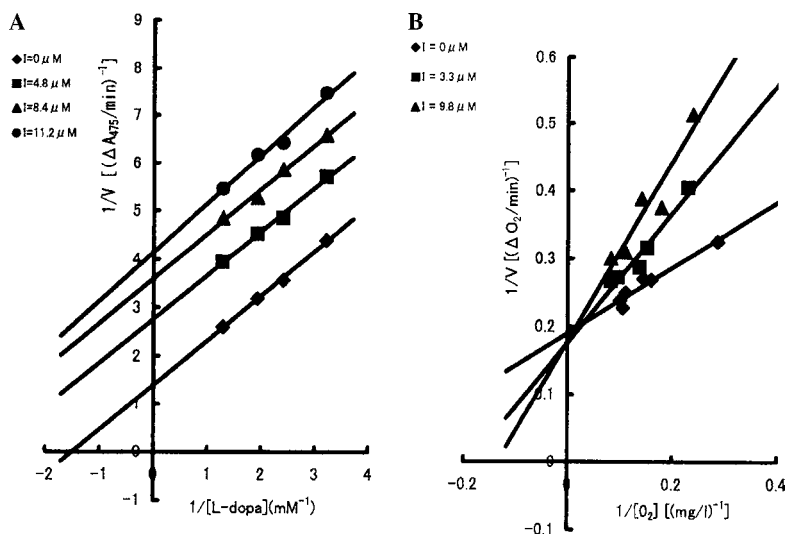 A
I=0 μM
I=4.8 μM
I=8.4 μM
I=11.2 μM
1/V [(ΔA475/min)-1]
9
8
7
6
5
4
3
2
1
0
-1
-2
-1
0
1
2
3
4
1/[L-dopa](mM-1)
B
I = 0 μM
I = 3.3 μM
I = 9.8 μM
1/V [(ΔO2/min)-1]
0.6
0.5
0.4
0.3
0.2
0.1
0
-0.1
-0.2
0
0.2
0.4
1/[O2] [(mg/l)-1]